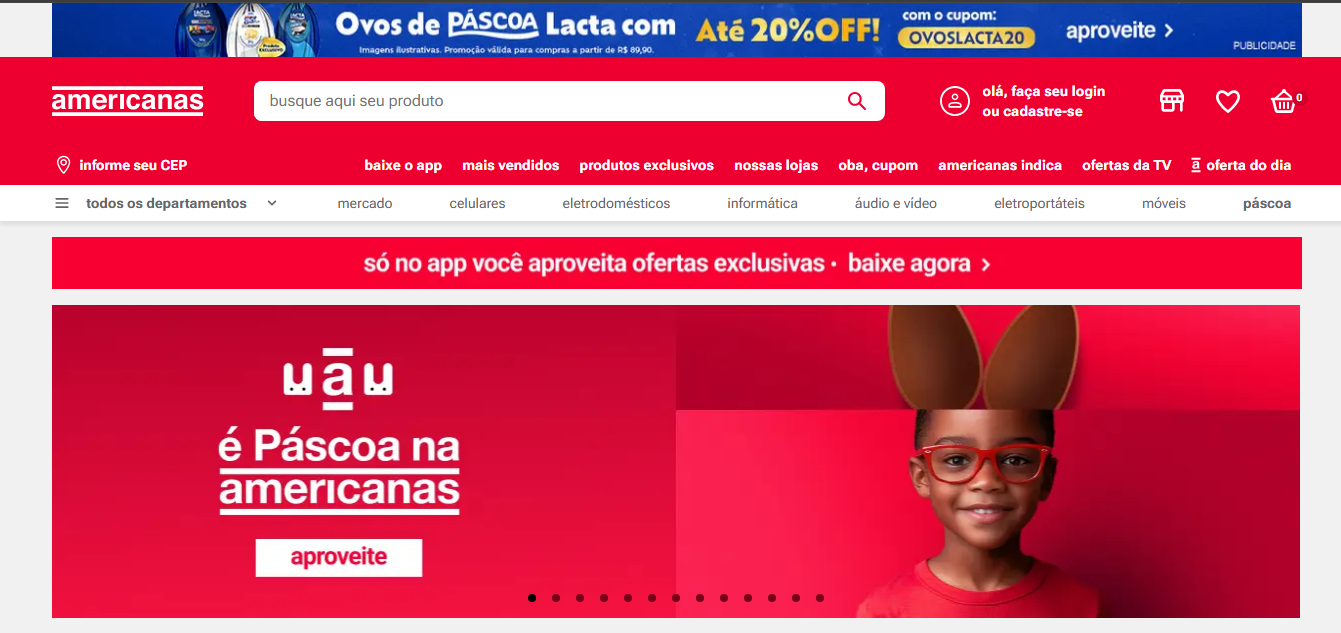 Ovos de PÁSCOA Lacta com
Imagens ilustrativas. Promoção válida para compras a partir de R$ 89,90.
Até 20%OFF!
com o cupom:
OVOSLACTA20
aproveite >
PUBLICIDADE
americanas
busque aqui seu produto
olá, faça seu login
ou cadastre-se
0
informe seu CEP
baixe o app
mais vendidos
produtos exclusivos
nossas lojas
oba, cupom
americanas indica
ofertas da TV
a oferta do dia
todos os departamentos
mercado
celulares
eletrodomésticos
informática
áudio e vídeo
eletroportáteis
móveis
páscoa
só no app você aproveita ofertas exclusivas • baixe agora >
uau
é Páscoa na
americanas
aproveite